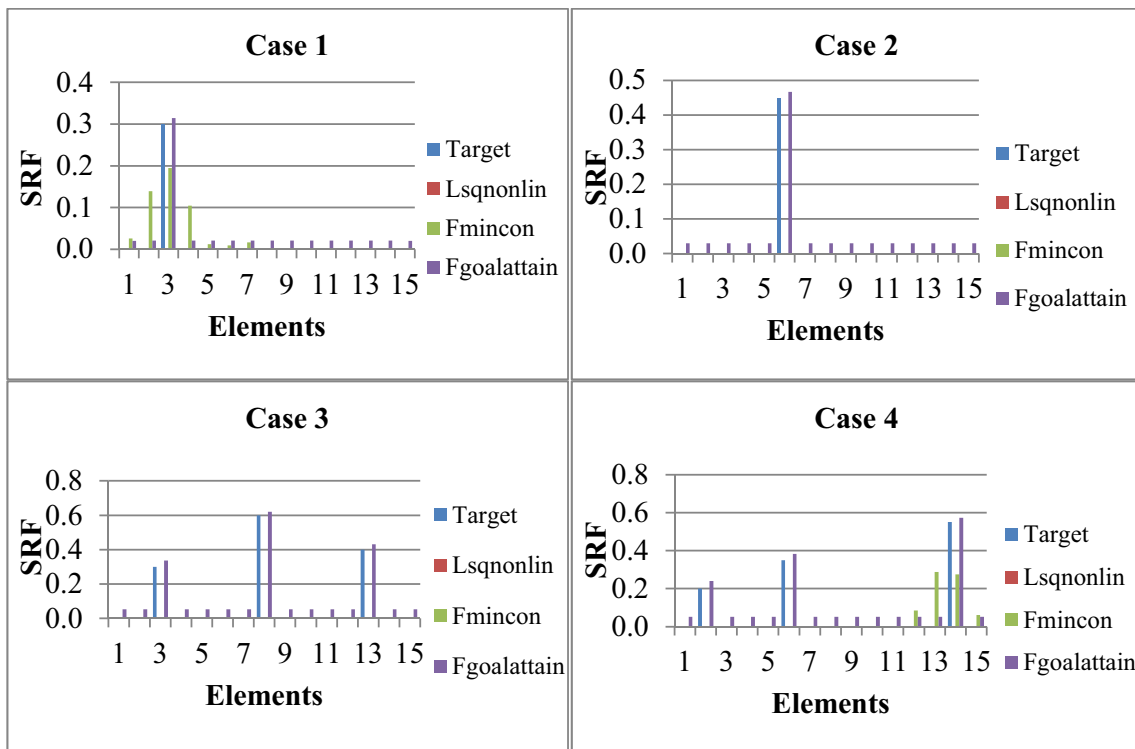 Case 1
0.4
0.3
0.2
0.1
0.0
SRF
1 3 5 7 9 11 13 15
Elements
Target
Lsqnonlin
Fmincon
Fgoalattain
Case 2
0.5
0.4
0.3
0.2
0.1
0.0
SRF
1 3 5 7 9 11 13 15
Elements
Target
Lsqnonlin
Fmincon
Fgoalattain
Case 3
0.8
0.6
0.4
0.2
0.0
SRF
1 3 5 7 9 11 13 15
Elements
Target
Lsqnonlin
Fmincon
Fgoalattain
Case 4
0.8
0.6
0.4
0.2
0.0
SRF
1 3 5 7 9 11 13 15
Elements
Target
Lsqnonlin
Fmincon
Fgoalattain